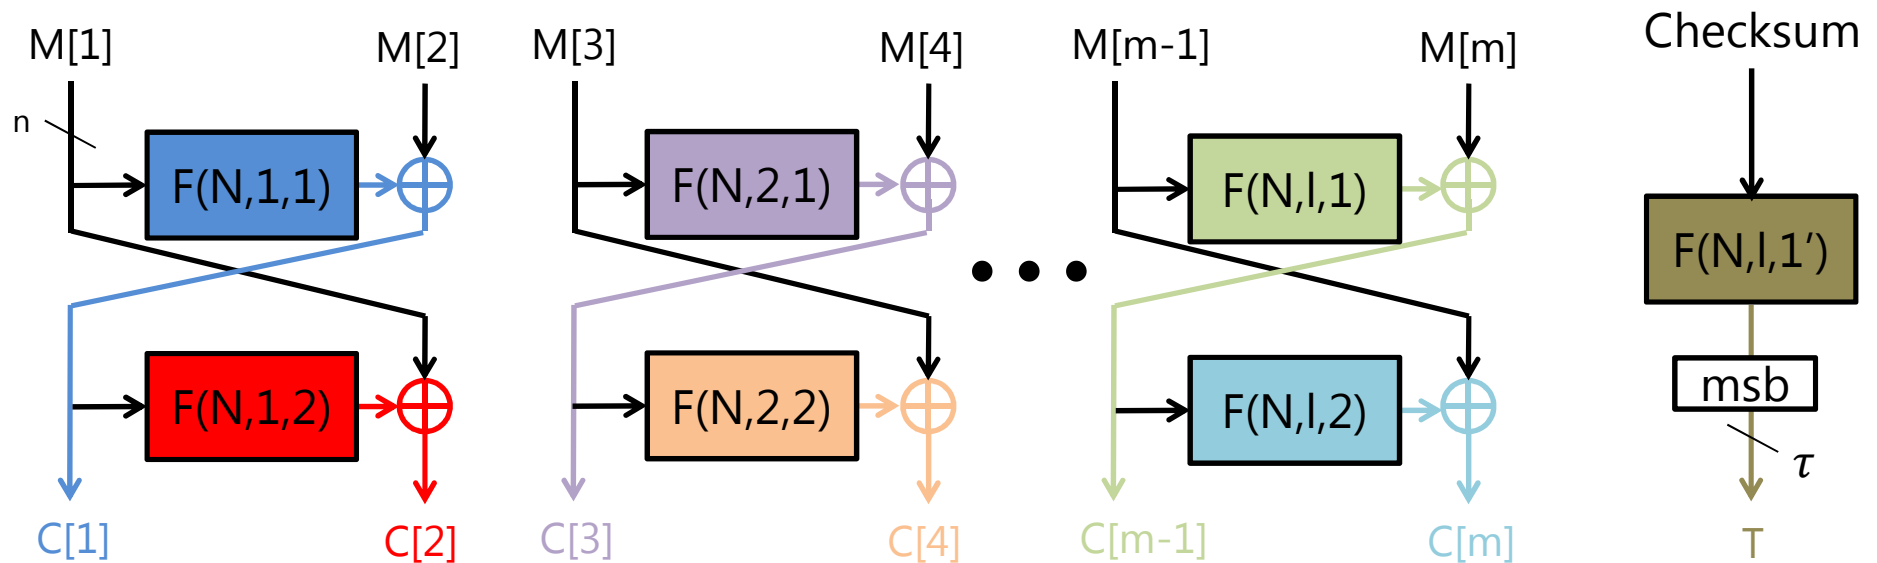 M[1]
M[2]
M[3]
M[4]
M[m-1]
M[m]
Checksum
n
F(N,1,1)
F(N,2,1)
F(N,l,1)
F(N,l,1’)
F(N,1,2)
F(N,2,2)
F(N,l,2)
msb
τ
C[1]
C[2]
C[3]
C[4]
C[m-1]
C[m]
T